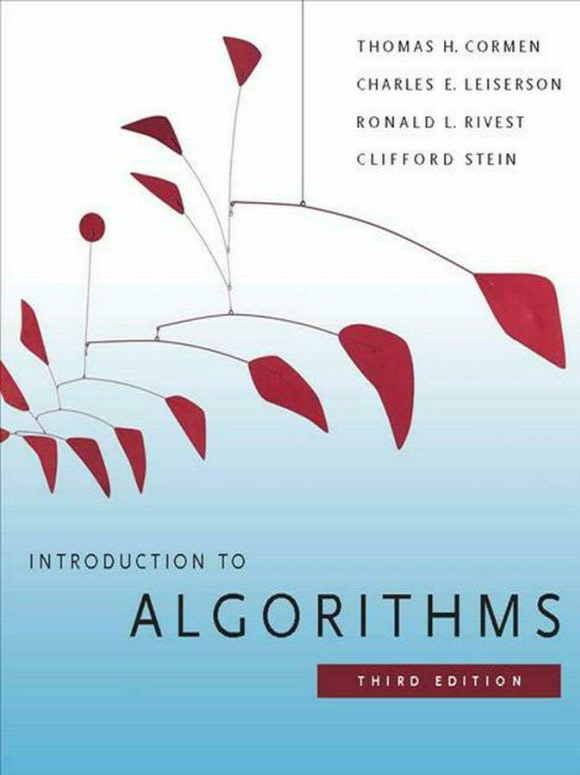 THOMAS H. CORMEN
CHARLES E. LEISERSON
RONALD L. RIVEST
CLIFFORD STEIN
INTRODUCTION TO
ALGORITHMS
THIRD EDITION